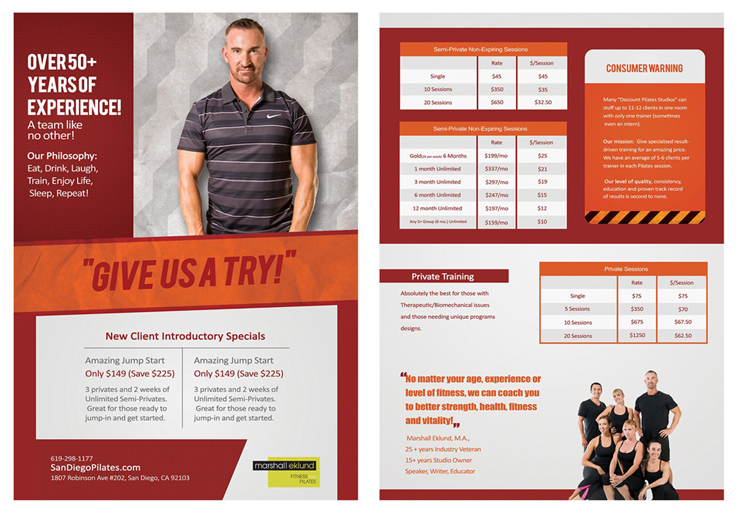 OVER 50+
YEARS OF
EXPERIENCE!
A team like
no other!
Our Philosophy:
Eat, Drink, Laugh,
Train, Enjoy Life,
Sleep, Repeat!
"GIVE US A TRY!"
New Client Introductory Specials
Amazing Jump Start
Only $149 (Save $225)
3 privates and 2 weeks of
Unlimited Semi-Privates.
Great for those ready to
jump-in and get started.
Amazing Jump Start
Only $149 (Save $225)
3 privates and 2 weeks of
Unlimited Semi-Privates.
Great for those ready to
jump-in and get started.
619-298-1177
SanDiegoPilates.com
1807 Robinson Ave #202, San Diego, CA 92103
marshall eklund
FITNESS
PILATES
Semi-Private Non-Expiring Sessions
Rate $/Session
Single $45 $45
10 Sessions $350 $35
20 Sessions $650 $32.50
Semi-Private Non-Expiring Sessions
Rate $/Session
Gold 6 Months $199/mo $25
1 month Unlimited $337/mo $21
3 month Unlimited $297/mo $19
6 month Unlimited $247/mo $15
12 month Unlimited $197/mo $12
Any 3+ Group (6 mo.) Unlimited $159/mo $10
CONSUMER WARNING
Many "Discount Pilates Studios" can
stuff up to 11-12 clients in one room
with only one trainer (sometimes
even an intern).
Our mission: Give specialised result-
driven training for an amazing price.
We have an average of 5-6 clients per
trainer in each Pilates session.
Our level of quality, consistency,
education and proven track record
of results is second to none.
Private Training
Absolutely the best for those with
Therapeutic/Biomechanical issues
and those needing unique programs
designs.
Private Sessions
Rate $/Session
Single $75 $75
5 Sessions $350 $70
10 Sessions $675 $67.50
20 Sessions $1250 $62.50
"No matter your age, experience or
level of fitness, we can coach you
to better strength, health, fitness
and vitality!"
Marshall Eklund, M.A.,
25 + years Industry Veteran
15+ years Studio Owner
Speaker, Writer, Educator